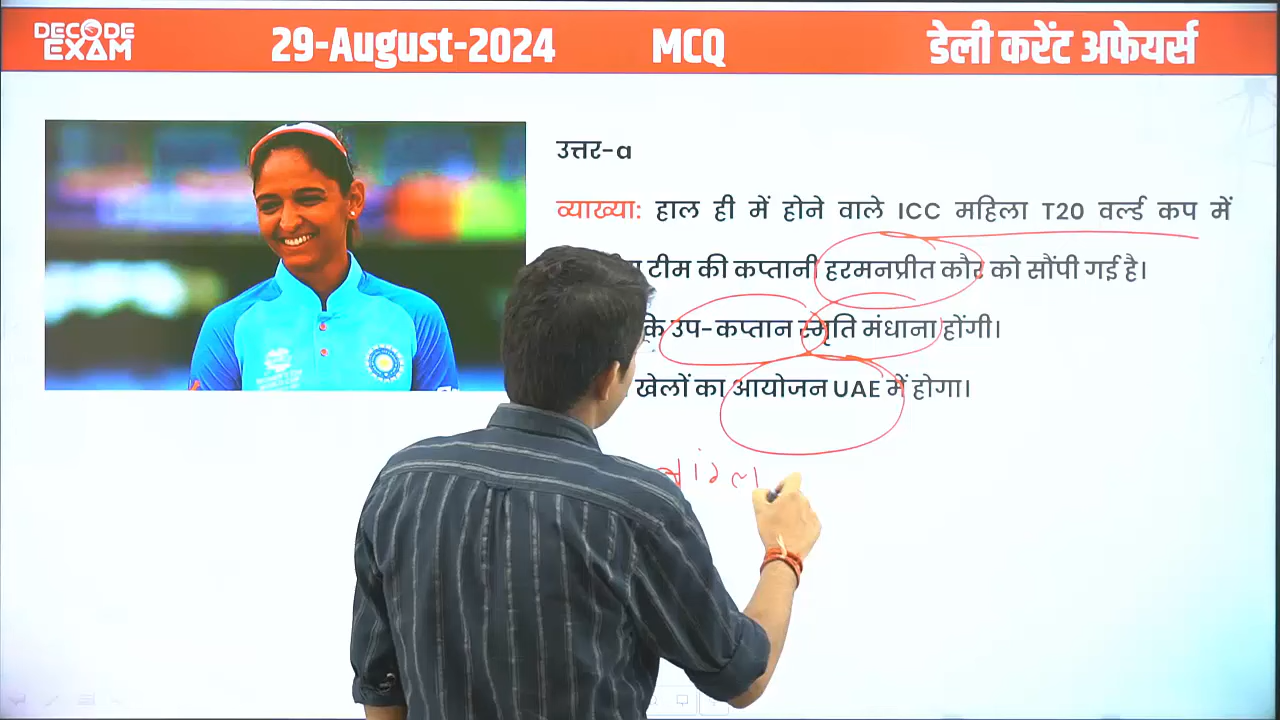 DECODE EXAM
29-August-2024 MCQ डेली करेंट अफेयर्स
उत्तर-a
व्याख्या: हाल ही में होने वाले ICC महिला T20 वर्ल्ड कप में
टीम की कप्तानी हरमनप्रीत कौर को सौंपी गई है।
उप-कप्तान स्मृति मंधाना होंगी।
खेलों का आयोजन UAE में होगा।